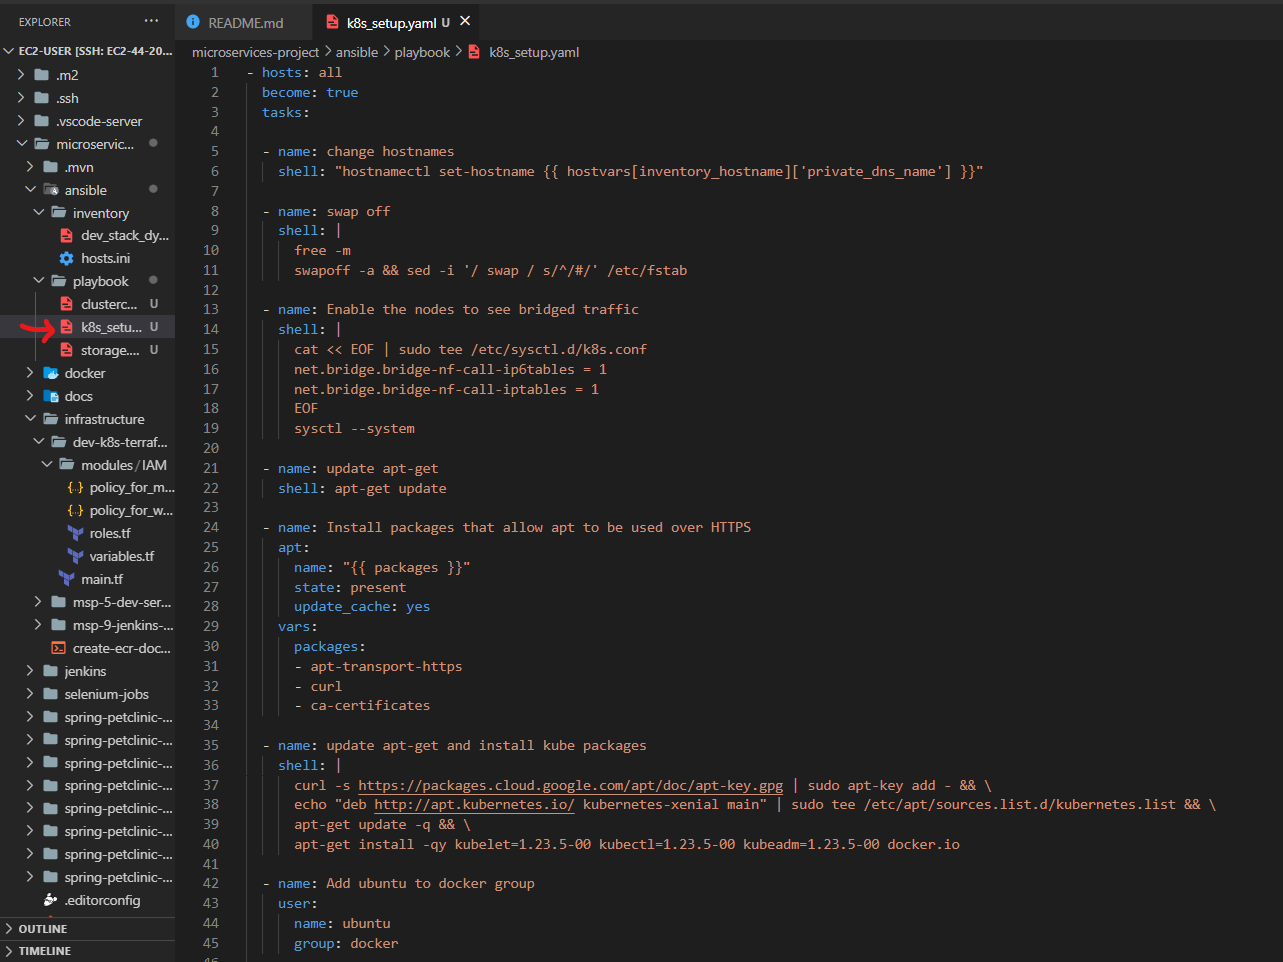 EXPLORER
···
EC2-USER [SSH: EC2-44-20...
.m2
.ssh
.vscode-server
microservic...
.mvn
ansible
inventory
dev_stack_dy...
hosts.ini
playbook
clusterc... U
k8s_setu... U
storage.... U
docker
docs
infrastructure
dev-k8s-terraf...
modules/IAM
policy_for_m...
policy_for_w...
roles.tf
variables.tf
main.tf
msp-5-dev-ser...
msp-9-jenkins-...
create-ecr-doc...
jenkins
selenium-jobs
spring-petclinic-...
spring-petclinic-...
spring-petclinic-...
spring-petclinic-...
spring-petclinic-...
spring-petclinic-...
spring-petclinic-...
spring-petclinic-...
.editorconfig
OUTLINE
TIMELINE
README.md
k8s_setup.yaml U ×
microservices-project > ansible > playbook > k8s_setup.yaml
1 - hosts: all
2 become: true
3 tasks:
4
5 - name: change hostnames
6 shell: "hostnamectl set-hostname {{ hostvars[inventory_hostname]['private_dns_name'] }}"
7
8 - name: swap off
9 shell: |
10 free -m
11 swapoff -a && sed -i '/ swap / s/^/#/' /etc/fstab
12
13 - name: Enable the nodes to see bridged traffic
14 shell: |
15 cat << EOF | sudo tee /etc/sysctl.d/k8s.conf
16 net.bridge.bridge-nf-call-ip6tables = 1
17 net.bridge.bridge-nf-call-iptables = 1
18 EOF
19 sysctl --system
20
21 - name: update apt-get
22 shell: apt-get update
23
24 - name: Install packages that allow apt to be used over HTTPS
25 apt:
26 name: "{{ packages }}"
27 state: present
28 update_cache: yes
29 vars:
30 packages:
31 - apt-transport-https
32 - curl
33 - ca-certificates
34
35 - name: update apt-get and install kube packages
36 shell: |
37 curl -s https://packages.cloud.google.com/apt/doc/apt-key.gpg | sudo apt-key add - && \
38 echo "deb http://apt.kubernetes.io/ kubernetes-xenial main" | sudo tee /etc/apt/sources.list.d/kubernetes.list && \
39 apt-get update -q && \
40 apt-get install -qy kubelet=1.23.5-00 kubectl=1.23.5-00 kubeadm=1.23.5-00 docker.io
41
42 - name: Add ubuntu to docker group
43 user:
44 name: ubuntu
45 group: docker